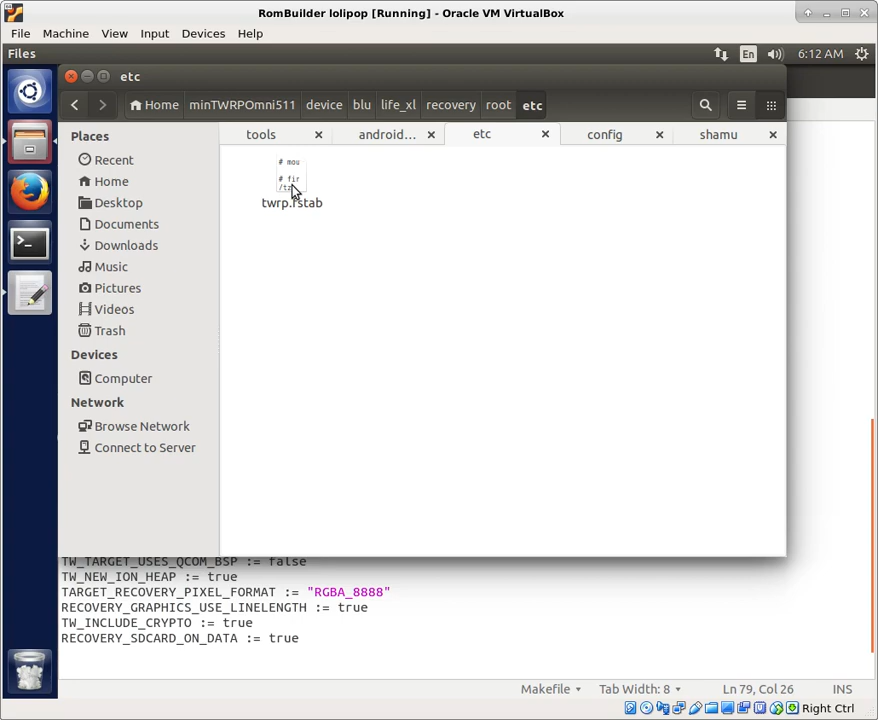 RomBuilder lolipop [Running] - Oracle VM VirtualBox
File Machine View Input Devices Help
Files
En
6:12 AM
etc
Home minTWRPOmni511 device blu life_xl recovery root etc
Places
tools
android...
etc
config
shamu
Recent
Home
Desktop
Documents
Downloads
Music
Pictures
Videos
Trash
Devices
Computer
Network
Browse Network
Connect to Server
# mou
# fir
twrp.fstab
TW_TARGET_USES_QCOM_BSP := false
TW_NEW_ION_HEAP := true
TARGET_RECOVERY_PIXEL_FORMAT := "RGBA_8888"
RECOVERY_GRAPHICS_USE_LINELENGTH := true
TW_INCLUDE_CRYPTO := true
RECOVERY_SDCARD_ON_DATA := true
Makefile Tab Width: 8 Ln 79, Col 26 INS
Right Ctrl